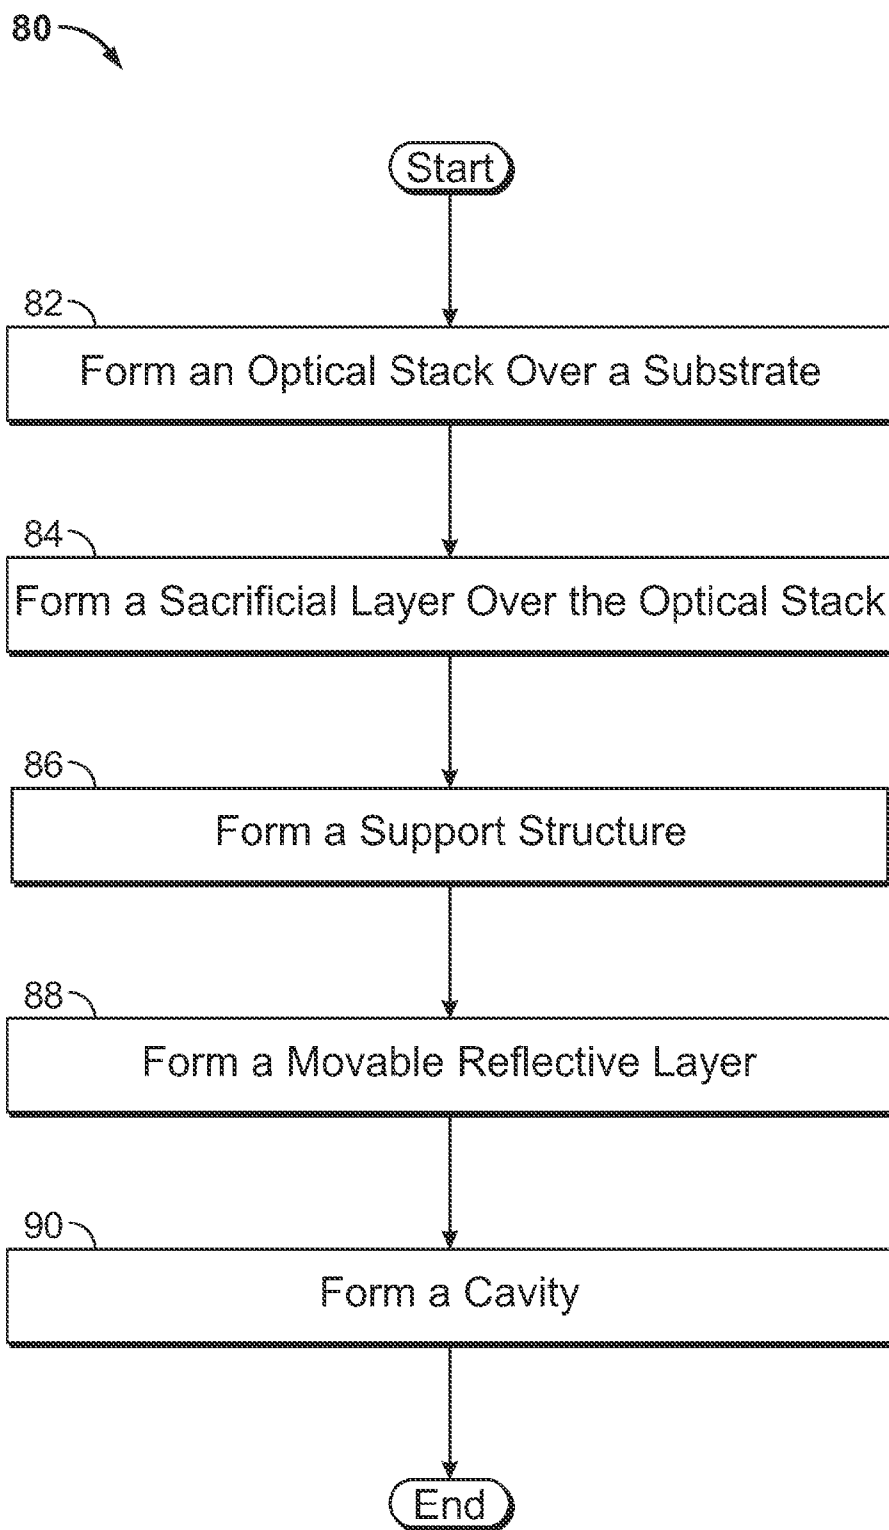 80
Start
82
Form an Optical Stack Over a Substrate
84
Form a Sacrificial Layer Over the Optical Stack
86
Form a Support Structure
88
Form a Movable Reflective Layer
90
Form a Cavity
End